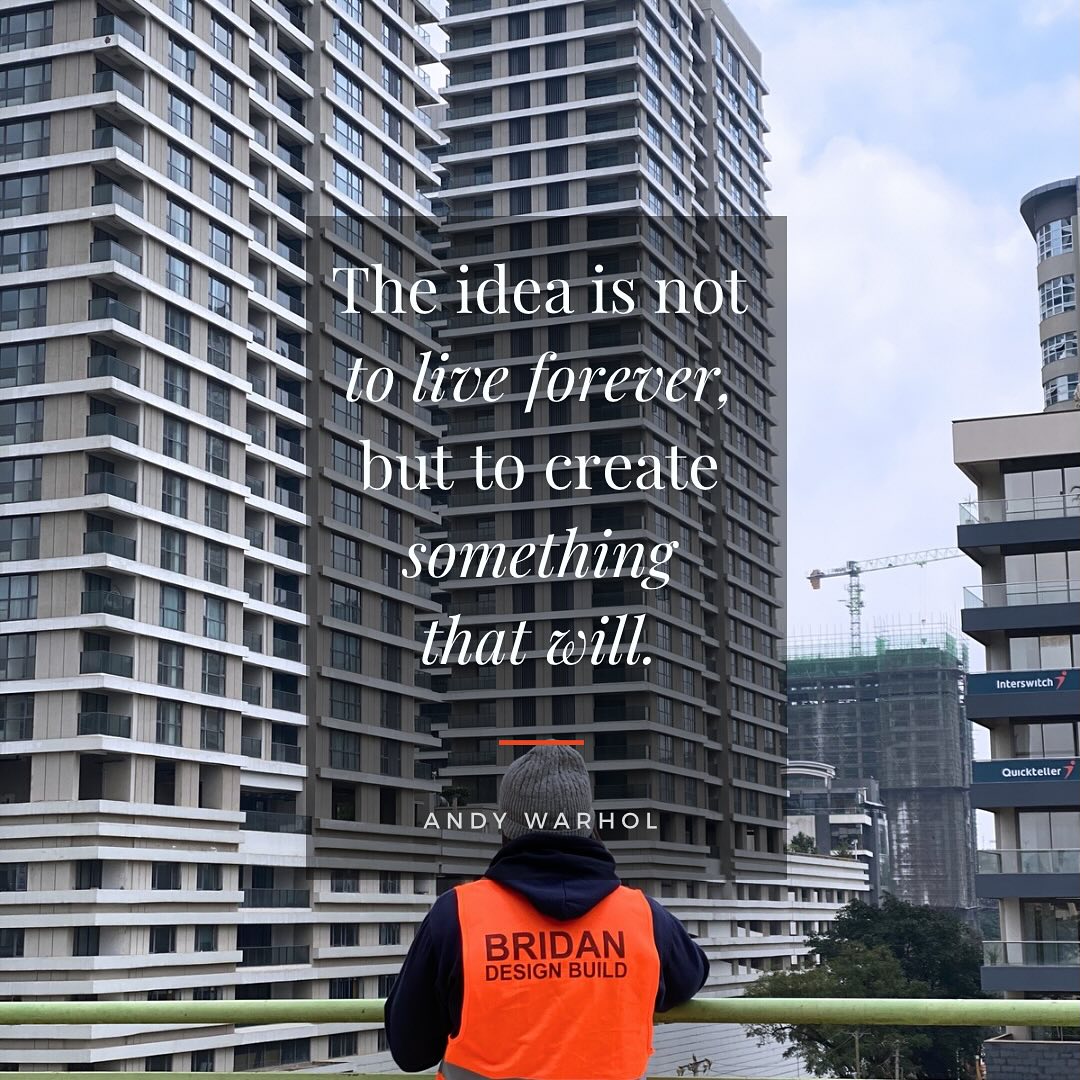 The idea is not
to live forever,
but to create
something
that will.
Interswitch
Quickteller
ANDY WARHOL
BRIDAN
DESIGN BUILD